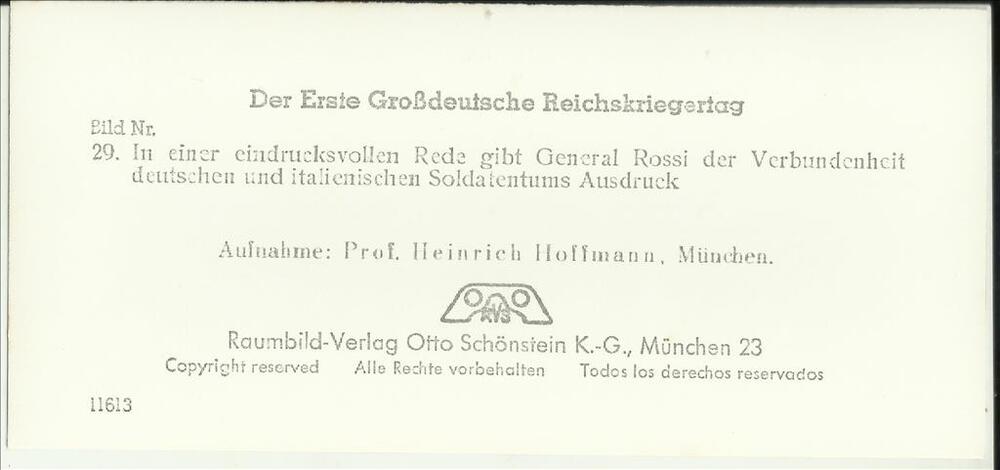 Der Erste Großdeutsche Reichskriegertag
Bild Nr.
29. In einer eindrucksvollen Rede gibt General Rossi der Verbundenheit
deutschen und italienischen Soldatentums Ausdruck
Aufnahme: Prof. Heinrich Hoffmann, München.
RVS
Raumbild-Verlag Otto Schönstein K.-G., München 23
Copyright reserved Alle Rechte vorbehalten Todos los derechos reservados
11613